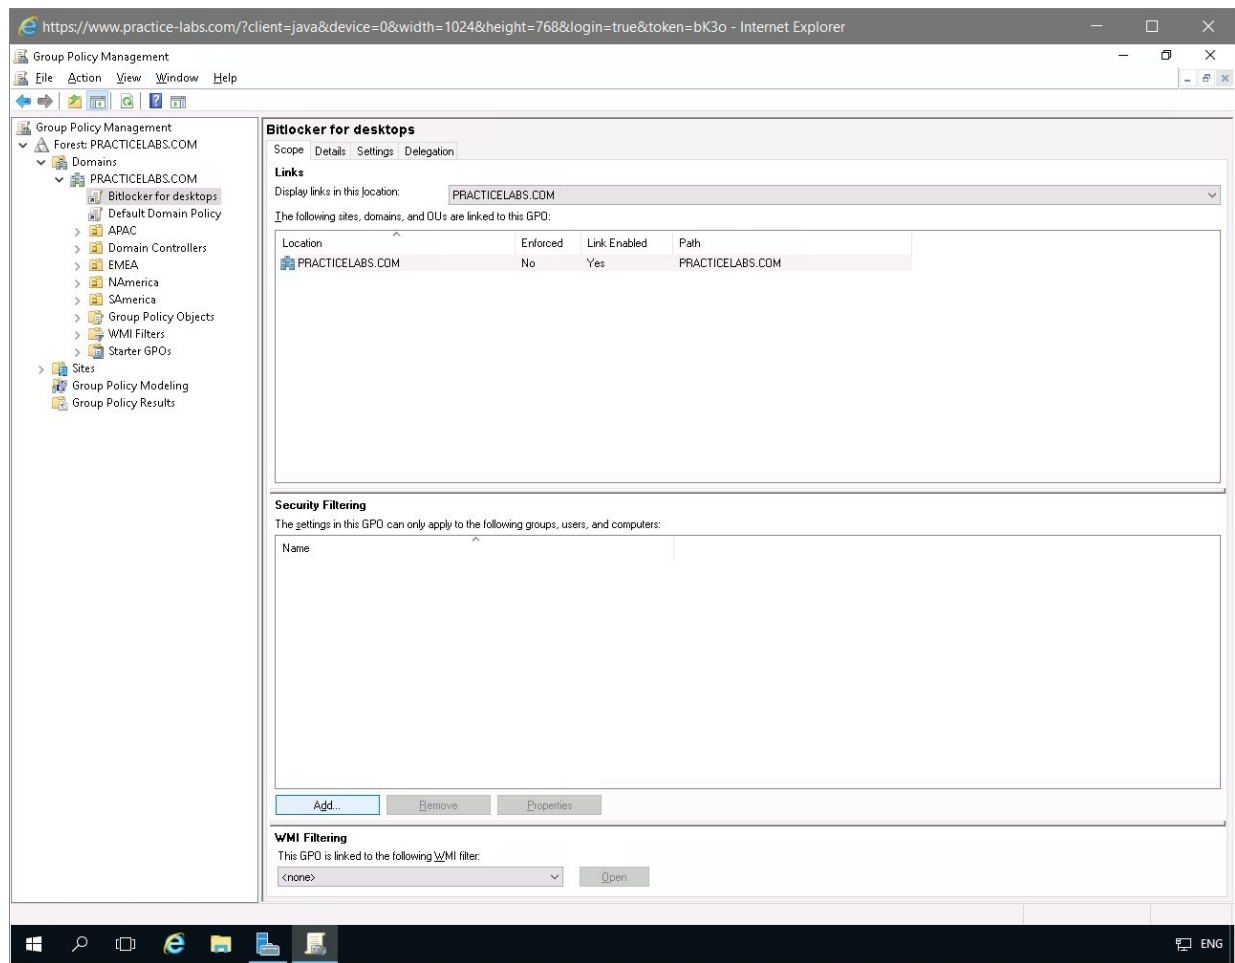 https://www.practice-labs.com/?client=java&device=0&width=1024&height=768&login=true&token=bK3o - Internet Explorer
Group Policy Management
File Action View Window Help
Group Policy Management
Forest: PRACTICELABS.COM
Domains
PRACTICELABS.COM
Bitlocker for desktops
Default Domain Policy
APAC
Domain Controllers
EMEA
NAmerica
SAmerica
Group Policy Objects
WMI Filters
Starter GPOs
Sites
Group Policy Modeling
Group Policy Results
Bitlocker for desktops
Scope Details Settings Delegation
Links
Display links in this location: PRACTICELABS.COM
The following sites, domains, and OUs are linked to this GPO:
Location Enforced Link Enabled Path
PRACTICELABS.COM No Yes PRACTICELABS.COM
Security Filtering
The settings in this GPO can only apply to the following groups, users, and computers:
Name
Add... Remove Properties
WMI Filtering
This GPO is linked to the following WMI filter:
<none> Open
ENG